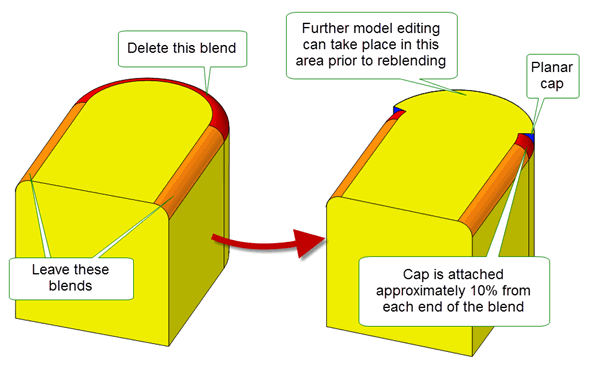 Delete this blend
Further model editing
can take place in this
area prior to reblending
Planar
cap
Leave these
blends
Cap is attached
approximately 10% from
each end of the blend